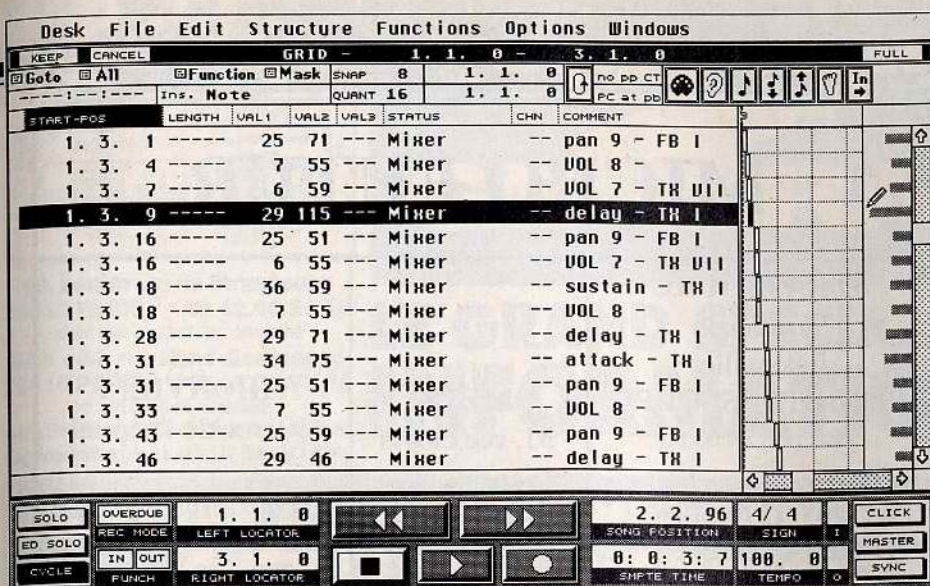 Desk File Edit Structure Functions Options Windows
KEEP CANCEL GRID - 1. 1. 0 - 3. 1. 0 FULL
Goto All Function Mask SNAP 8 1. 1. 0 no pp CT In
----:--:---- Ins. Note QUANT 16 1. 1. 0 PC at pb
START-POS LENGTH VAL1 VAL2 VAL3 STATUS CHN COMMENT
1. 3. 1 ----- 25 71 --- Mixer -- pan 9 - FB I
1. 3. 4 ----- 7 55 --- Mixer -- VOL 8 -
1. 3. 7 ----- 6 59 --- Mixer -- VOL 7 - TX VII
1. 3. 9 ----- 29 115 --- Mixer -- delay - TX I
1. 3. 16 ----- 25 51 --- Mixer -- pan 9 - FB I
1. 3. 16 ----- 6 55 --- Mixer -- VOL 7 - TX VII
1. 3. 18 ----- 36 59 --- Mixer -- sustain - TX I
1. 3. 18 ----- 7 55 --- Mixer -- VOL 8 -
1. 3. 28 ----- 29 71 --- Mixer -- delay - TX I
1. 3. 31 ----- 34 75 --- Mixer -- attack - TX I
1. 3. 31 ----- 25 51 --- Mixer -- pan 9 - FB I
1. 3. 33 ----- 7 55 --- Mixer -- VOL 8 -
1. 3. 43 ----- 25 59 --- Mixer -- pan 9 - FB I
1. 3. 46 ----- 29 46 --- Mixer -- delay - TX I
SOLO OVERDUB 1. 1. 0 2. 2. 96 4/ 4 CLICK
REC MODE LEFT LOCATOR SONG POSITION SIGN I
ED SOLO MASTER
IN OUT 3. 1. 0 0: 0: 3: 7 100. 0
CYCLE PUNCH RIGHT LOCATOR SMPTE TIME TEMPO O SYNC